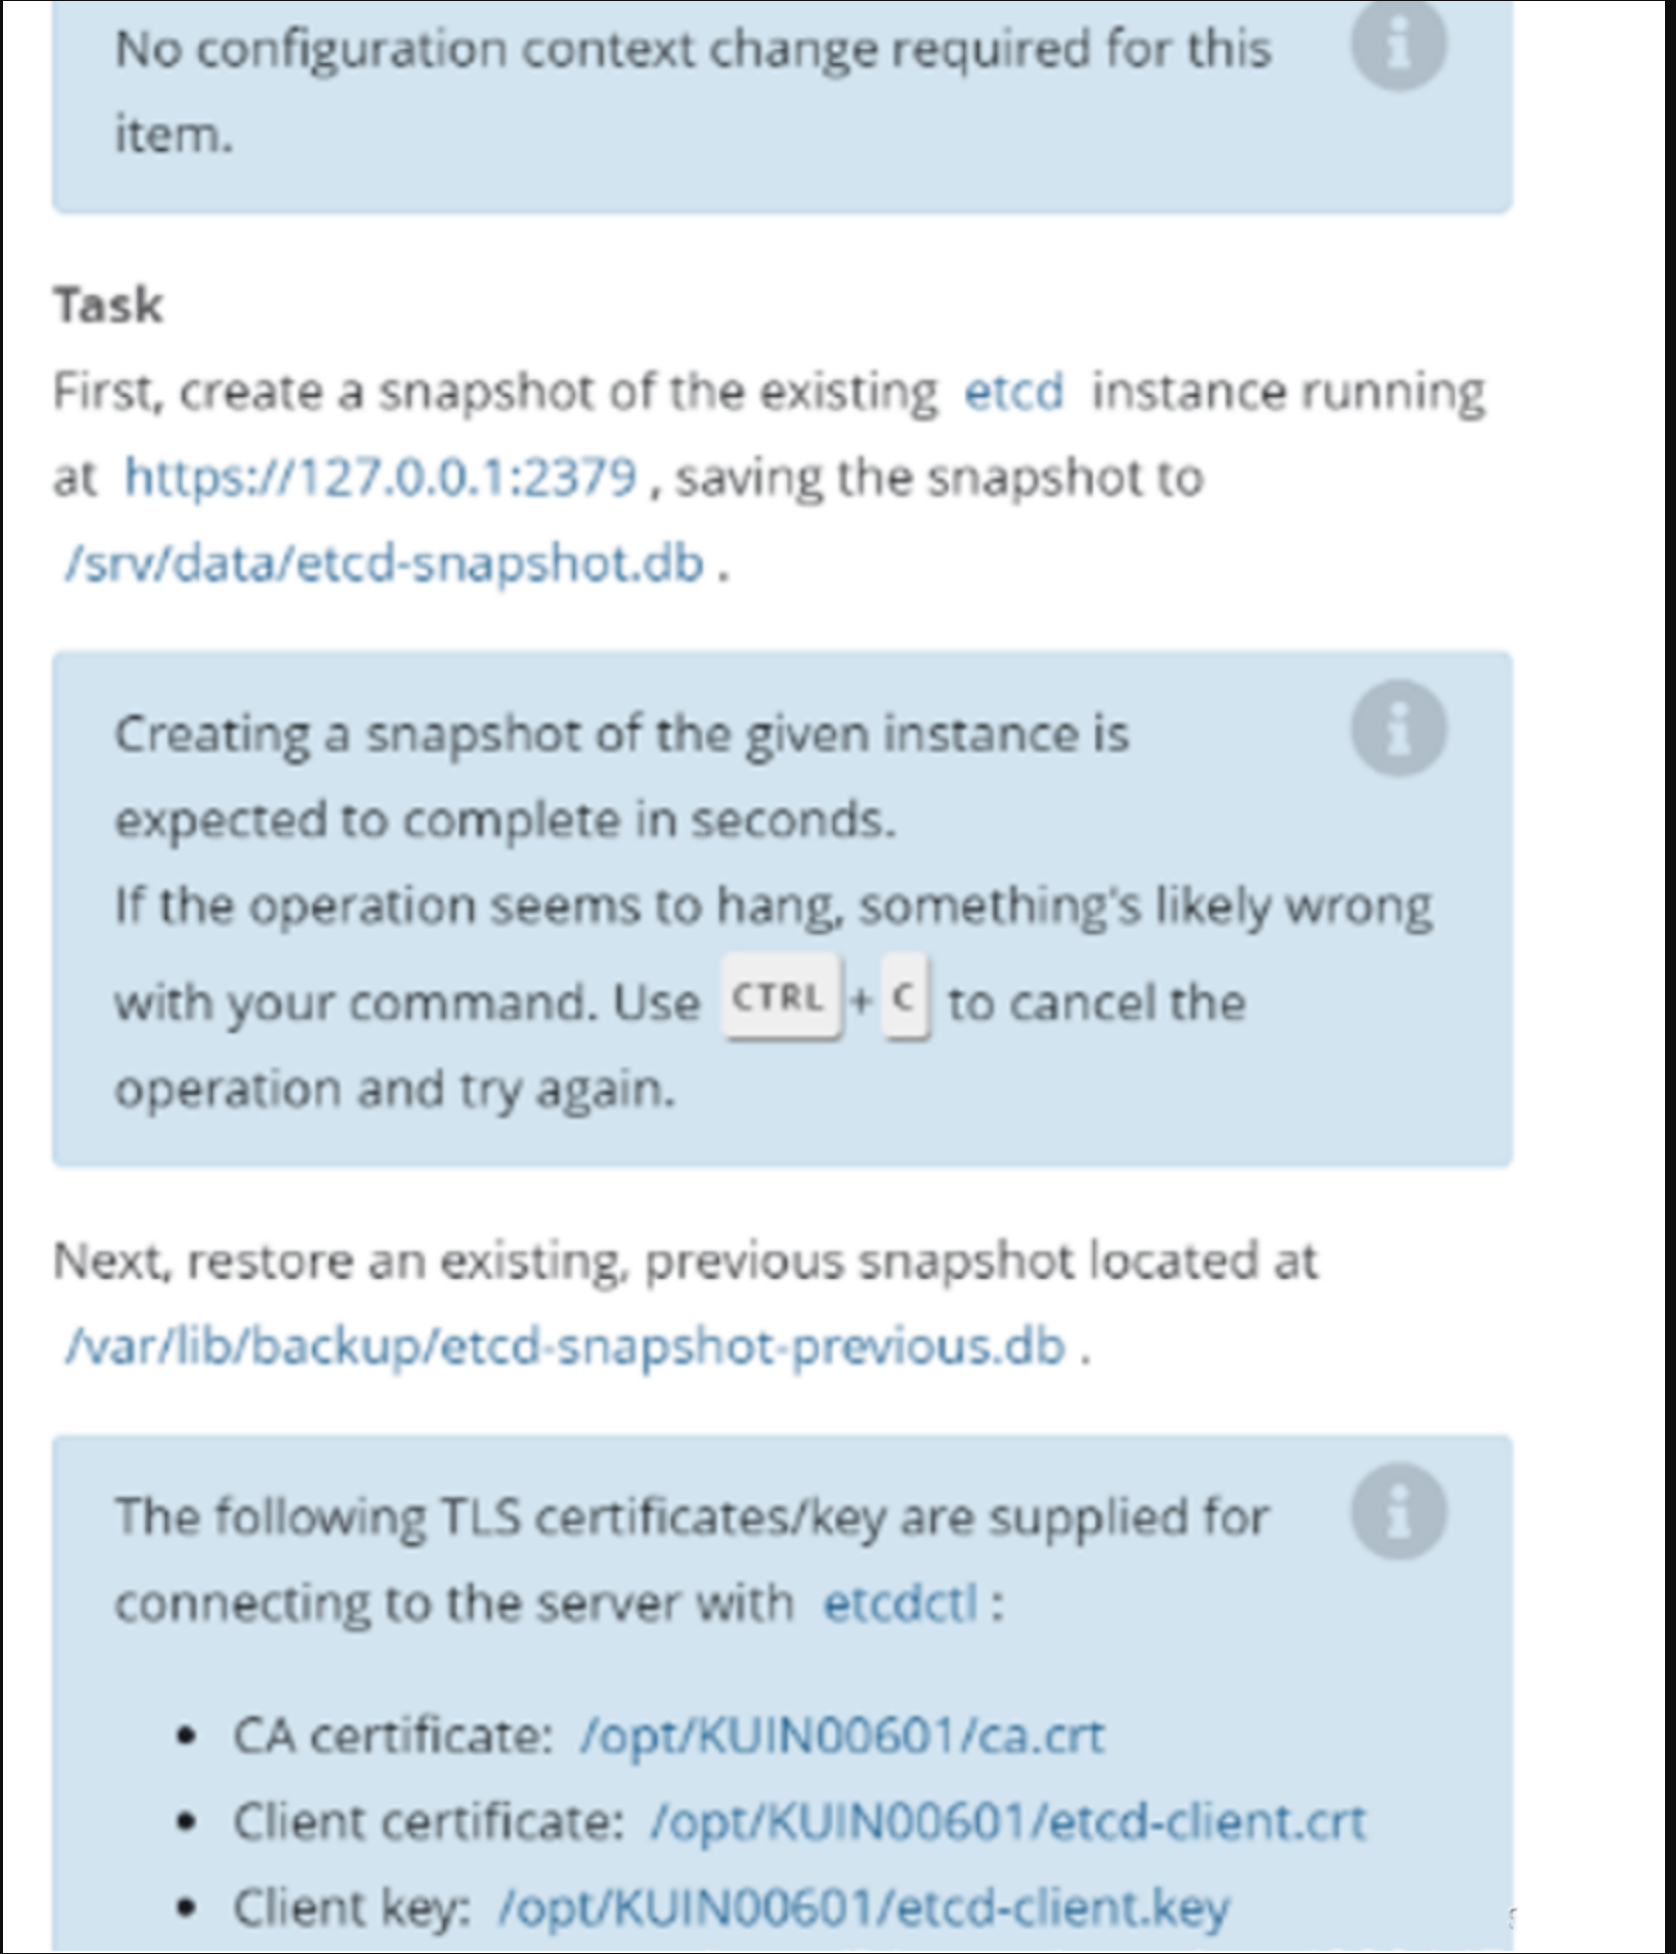 No configuration context change required for this
item.
Task
First, create a snapshot of the existing etcd instance running
at https://127.0.0.1:2379 , saving the snapshot to
/srv/data/etcd-snapshot.db .
Creating a snapshot of the given instance is
expected to complete in seconds.
If the operation seems to hang, something's likely wrong
with your command. Use CTRL + C to cancel the
operation and try again.
Next, restore an existing, previous snapshot located at
/var/lib/backup/etcd-snapshot-previous.db .
The following TLS certificates/key are supplied for
connecting to the server with etcdctl :
• CA certificate: /opt/KUIN00601/ca.crt
• Client certificate: /opt/KUIN00601/etcd-client.crt
• Client key: /opt/KUIN00601/etcd-client.key